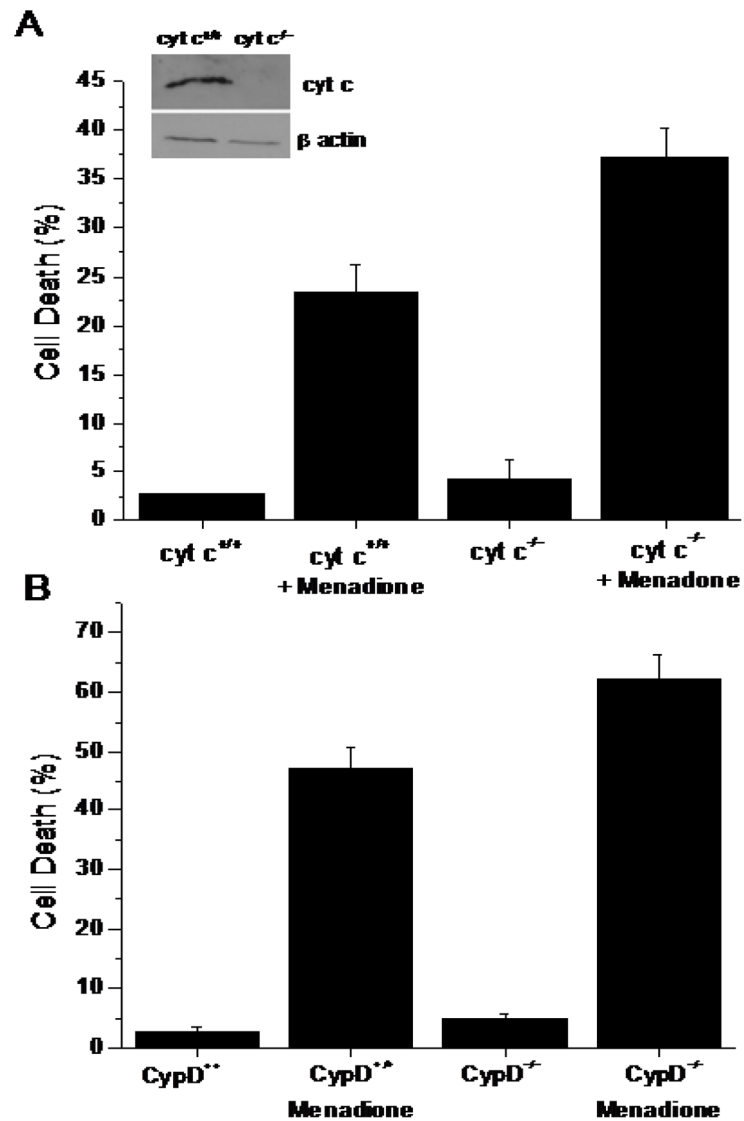 A
cyt c+/+ cyt c-/-
cyt c
β actin
45
40
35
30
25
20
15
10
5
0
Cell Death (%)
cyt c+/+
cyt c+/+
+ Menadione
cyt c-/-
cyt c-/-
+ Menadone
B
70
60
50
40
30
20
10
0
Cell Death (%)
CypD++
CypD+/+
Menadione
CypD-/-
CypD-/-
Menadione